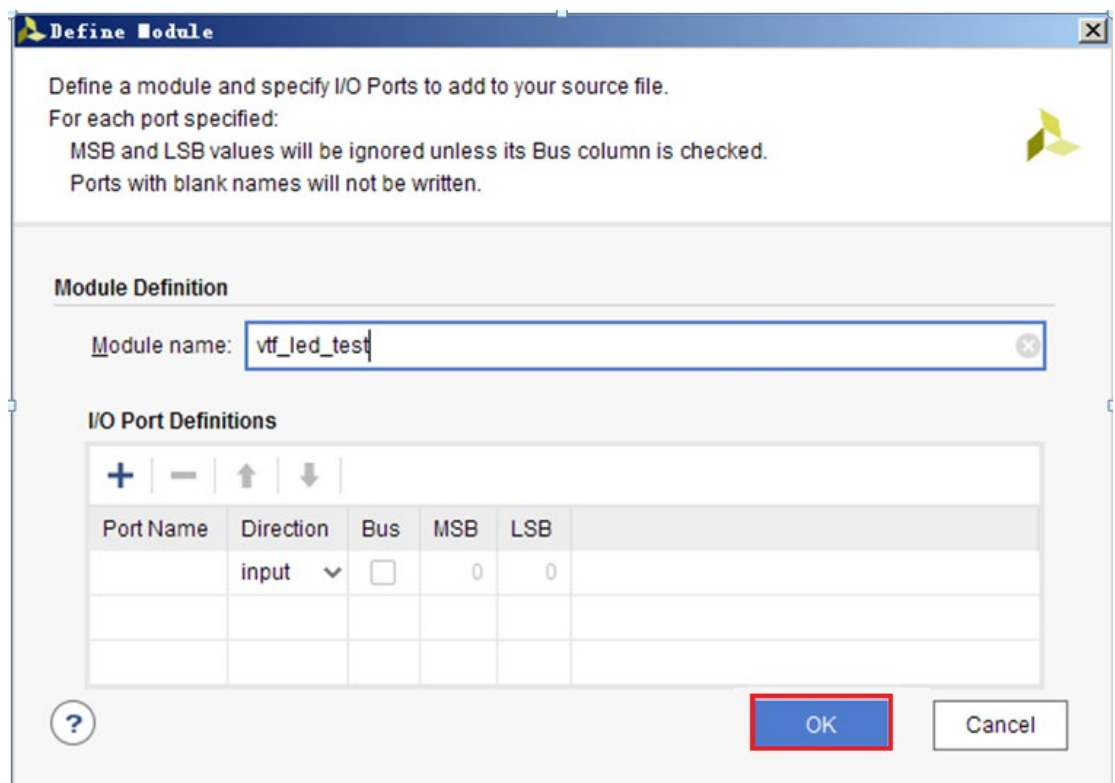 Define Module
Define a module and specify I/O Ports to add to your source file.
For each port specified:
MSB and LSB values will be ignored unless its Bus column is checked.
Ports with blank names will not be written.
Module Definition
Module name: vtf_led_test
I/O Port Definitions
Port Name Direction Bus MSB LSB
input 0 0
? OK Cancel